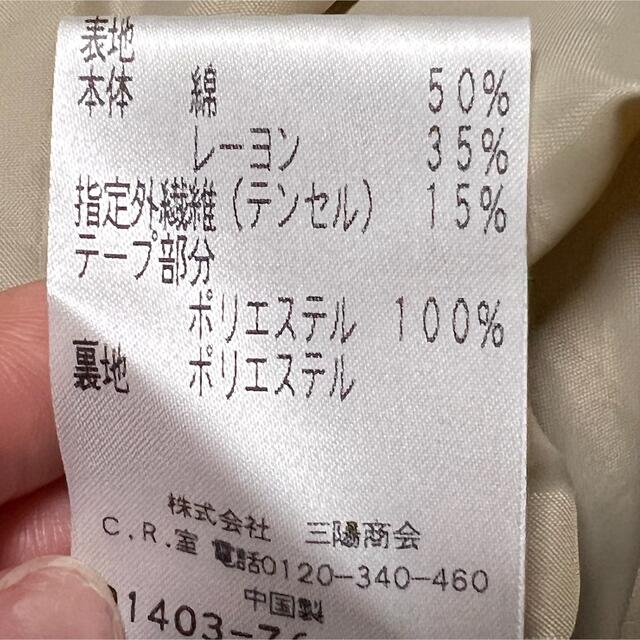 表地
本体 綿 50%
レーヨン 35%
指定外繊維(テンセル) 15%
テープ部分
ポリエステル 100%
裏地 ポリエステル
株式会社 三陽商会
C.R.室 電話0120-340-460
中国製